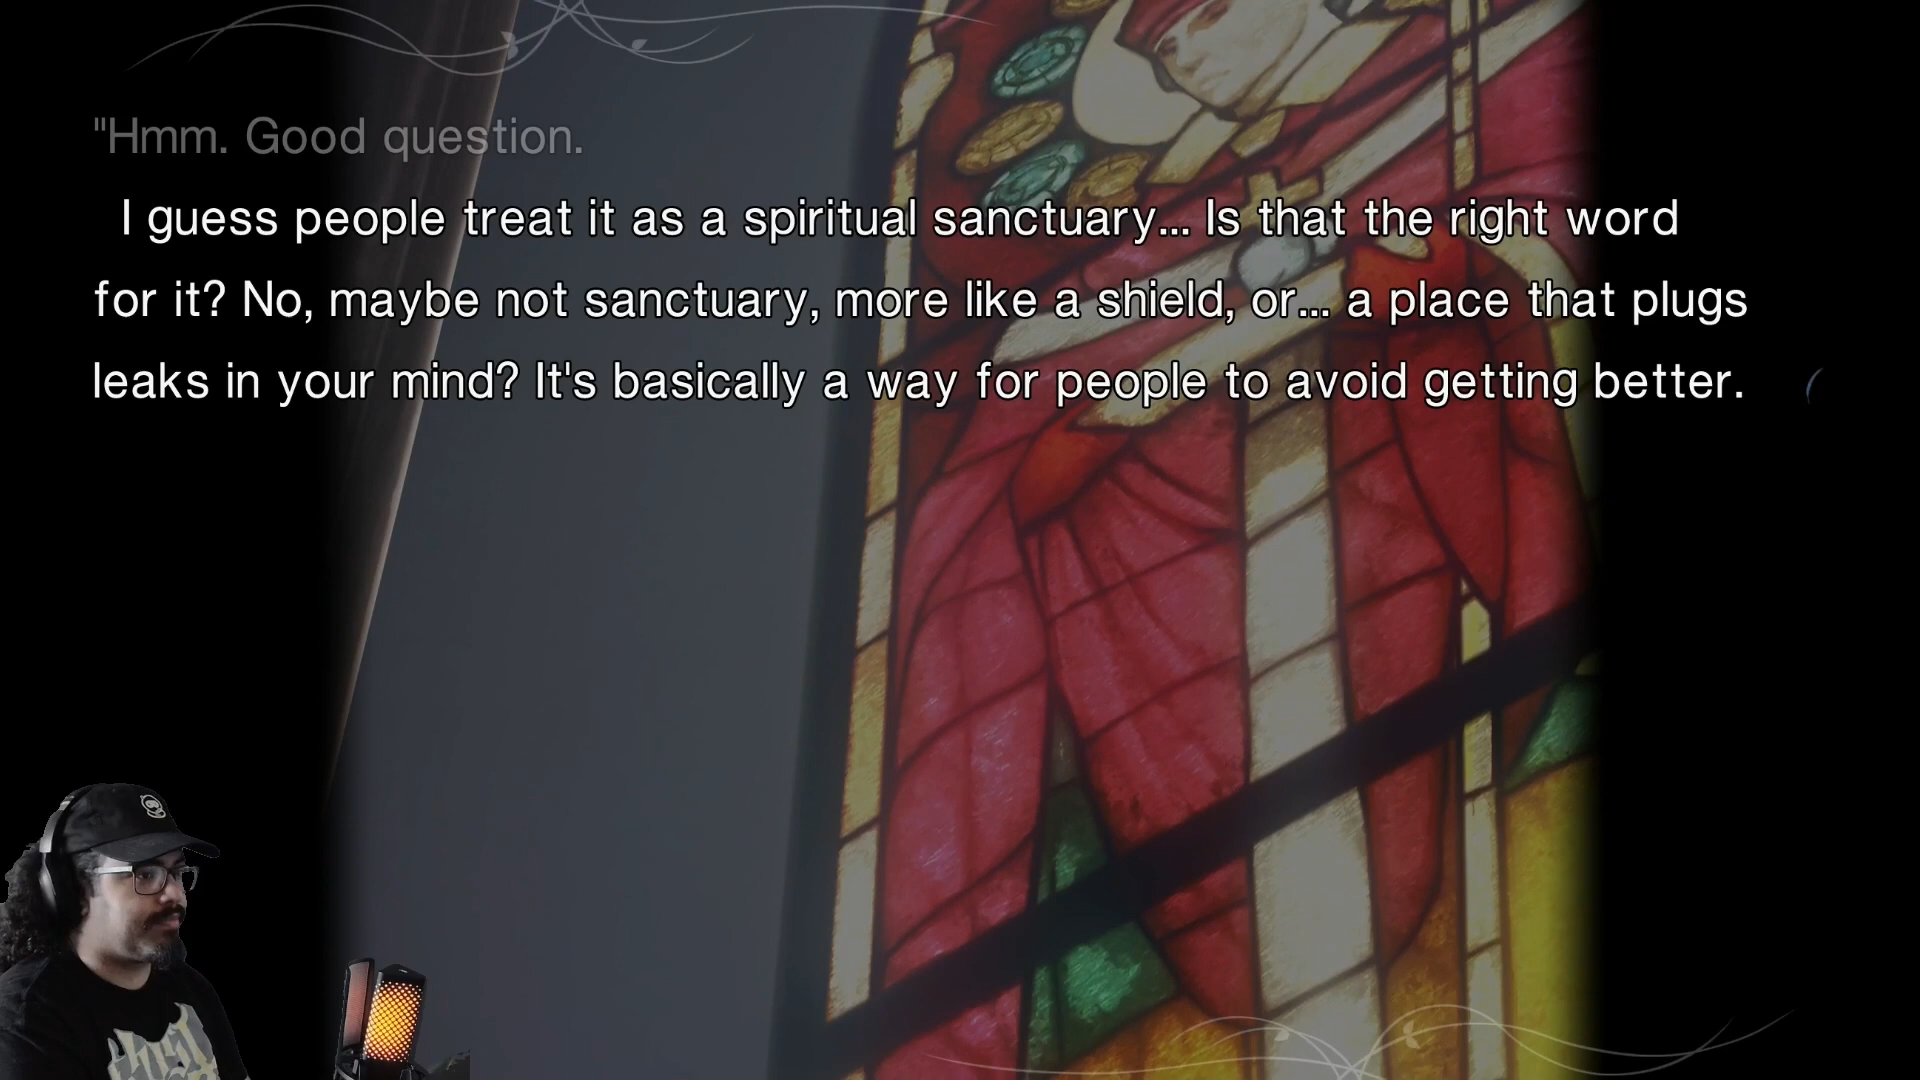 "Hmm. Good question.
I guess people treat it as a spiritual sanctuary... Is that the right word
for it? No, maybe not sanctuary, more like a shield, or... a place that plugs
leaks in your mind? It's basically a way for people to avoid getting better.